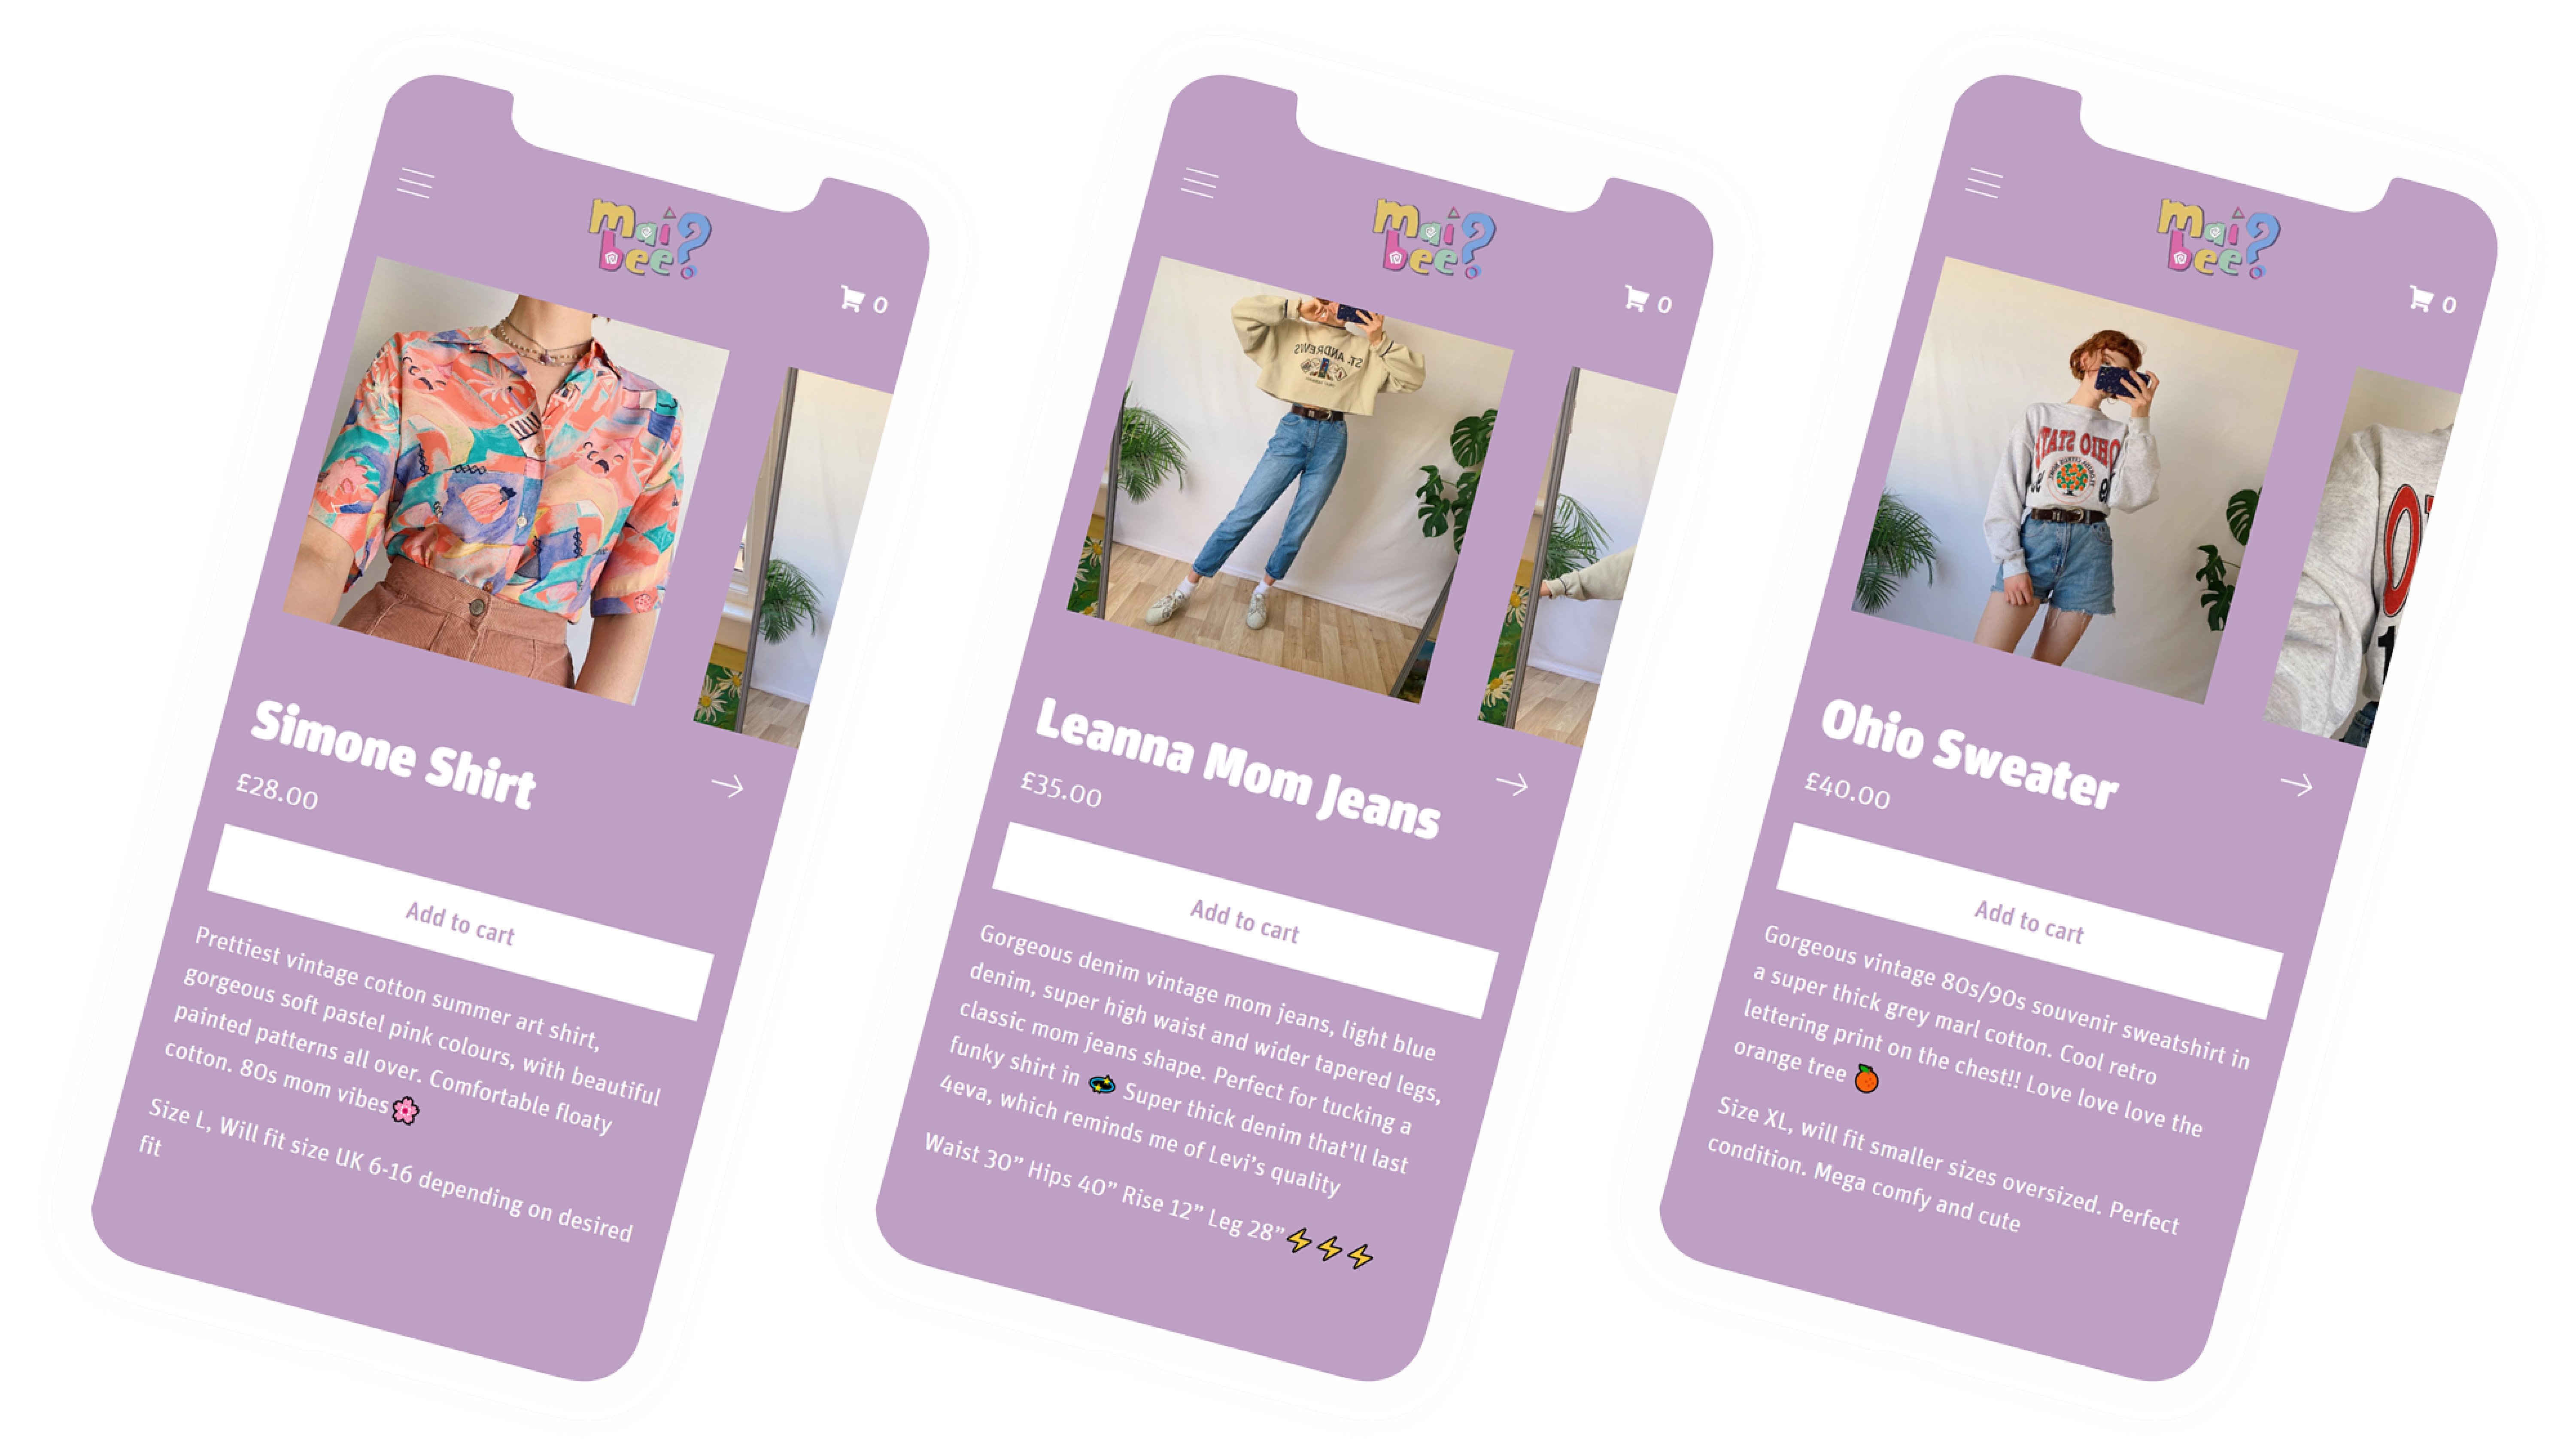 mai
bee?
0
Simone Shirt
£28.00
Add to cart
Prettiest vintage cotton summer art shirt,
gorgeous soft pastel pink colours, with beautiful
painted patterns all over. Comfortable floaty
cotton. 80s mom vibes🌸
Size L, Will fit size UK 6-16 depending on desired
fit
mai
bee?
0
ST. ANDREWS
Leanna Mom Jeans
£35.00
Add to cart
Gorgeous denim vintage mom jeans, light blue
denim, super high waist and wider tapered legs,
classic mom jeans shape. Perfect for tucking a
funky shirt in 💫 Super thick denim that’ll last
4eva, which reminds me of Levi’s quality
Waist 30” Hips 40” Rise 12” Leg 28”⚡⚡⚡
mai
bee?
0
OHIO STATE
Ohio Sweater
£40.00
Add to cart
Gorgeous vintage 80s/90s souvenir sweatshirt in
a super thick grey marl cotton. Cool retro
lettering print on the chest!! Love love love the
orange tree 🍊
Size XL, will fit smaller sizes oversized. Perfect
condition. Mega comfy and cute